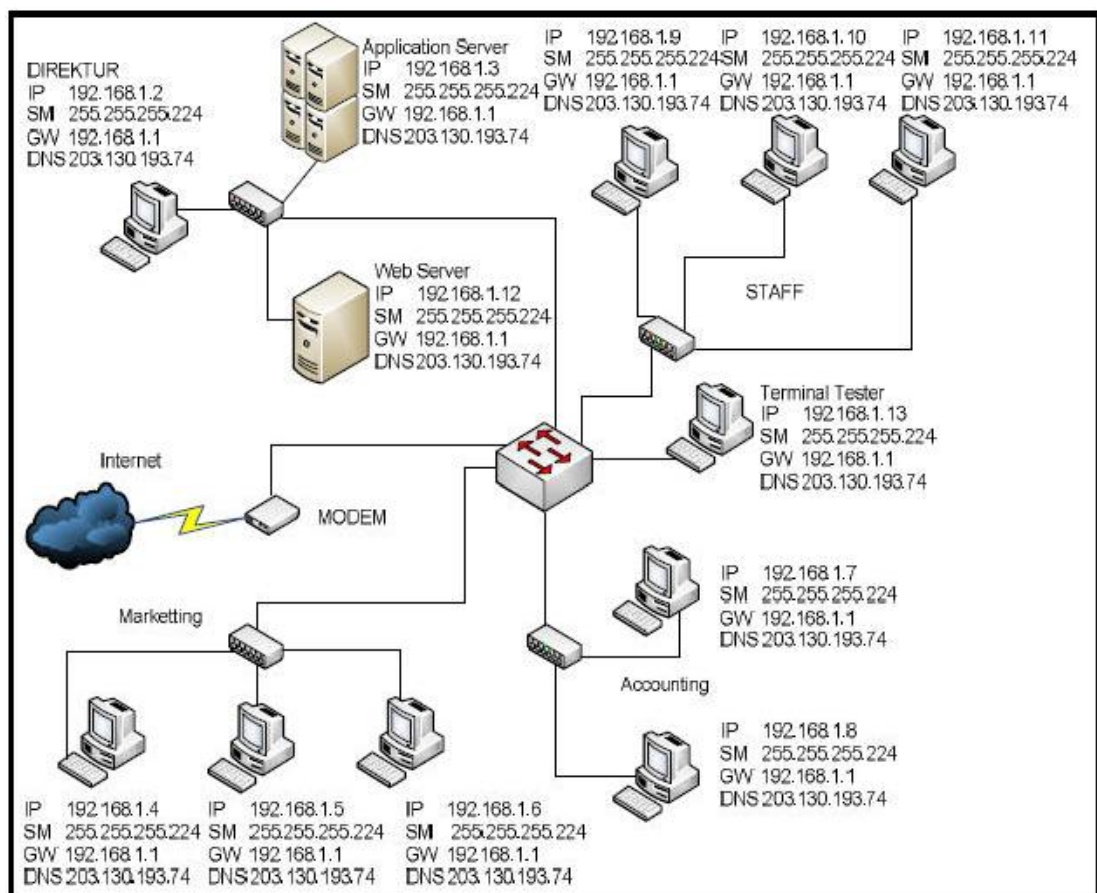 DIREKTUR
IP 192.168.1.2
SM 255.255.255.224
GW 192.168.1.1
DNS 203.130.193.74
Application Server
IP 192.168.1.3
SM 255.255.255.224
GW 192.168.1.1
DNS 203.130.193.74
IP 192.168.1.9
SM 255.255.255.224
GW 192.168.1.1
DNS 203.130.193.74
IP 192.168.1.10
SM 255.255.255.224
GW 192.168.1.1
DNS 203.130.193.74
IP 192.168.1.11
SM 255.255.255.224
GW 192.168.1.1
DNS 203.130.193.74
Web Server
IP 192.168.1.12
SM 255.255.255.224
GW 192.168.1.1
DNS 203.130.193.74
STAFF
Terminal Tester
IP 192.168.1.13
SM 255.255.255.224
GW 192.168.1.1
DNS 203.130.193.74
Internet
MODEM
IP 192.168.1.7
SM 255.255.255.224
GW 192.168.1.1
DNS 203.130.193.74
Marketting
Accounting
IP 192.168.1.8
SM 255.255.255.224
GW 192.168.1.1
DNS 203.130.193.74
IP 192.168.1.4
SM 255.255.255.224
GW 192.168.1.1
DNS 203.130.193.74
IP 192.168.1.5
SM 255.255.255.224
GW 192.168.1.1
DNS 203.130.193.74
IP 192.168.1.6
SM 255.255.255.224
GW 192.168.1.1
DNS 203.130.193.74